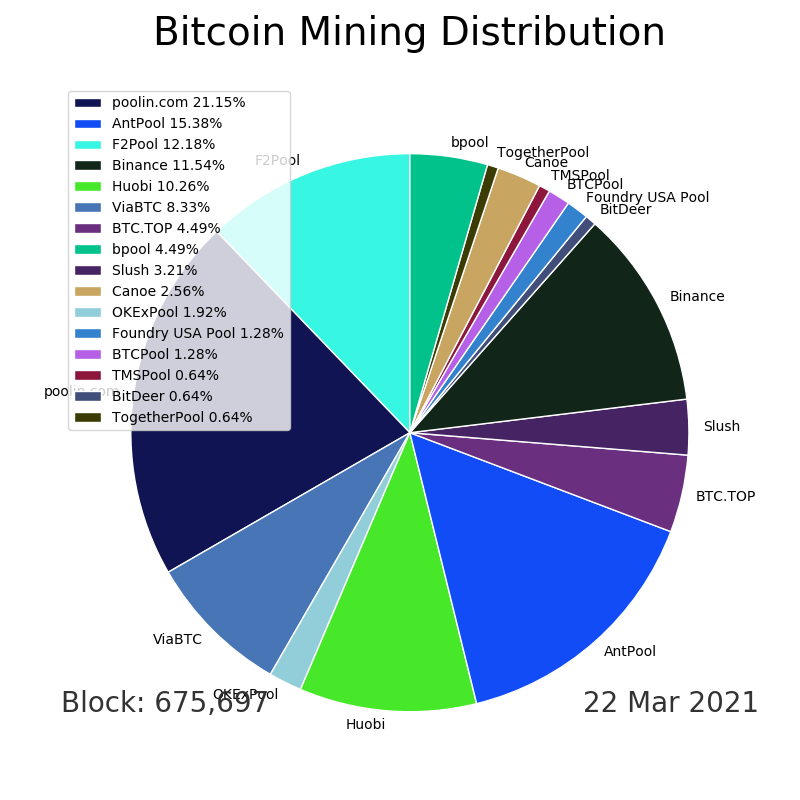 Bitcoin Mining Distribution
poolin.com 21.15%
AntPool 15.38%
F2Pool 12.18%
Binance 11.54%
Huobi 10.26%
ViaBTC 8.33%
BTC.TOP 4.49%
bpool 4.49%
Slush 3.21%
Canoe 2.56%
OKExPool 1.92%
Foundry USA Pool 1.28%
BTCPool 1.28%
TMSPool 0.64%
BitDeer 0.64%
TogetherPool 0.64%
F2Pool
bpool
TogetherPool
Canoe
TMSPool
BTCPool
Foundry USA Pool
BitDeer
Binance
poolin.com
Slush
BTC.TOP
ViaBTC
AntPool
OKExPool
Huobi
Block: 675,697
22 Mar 2021